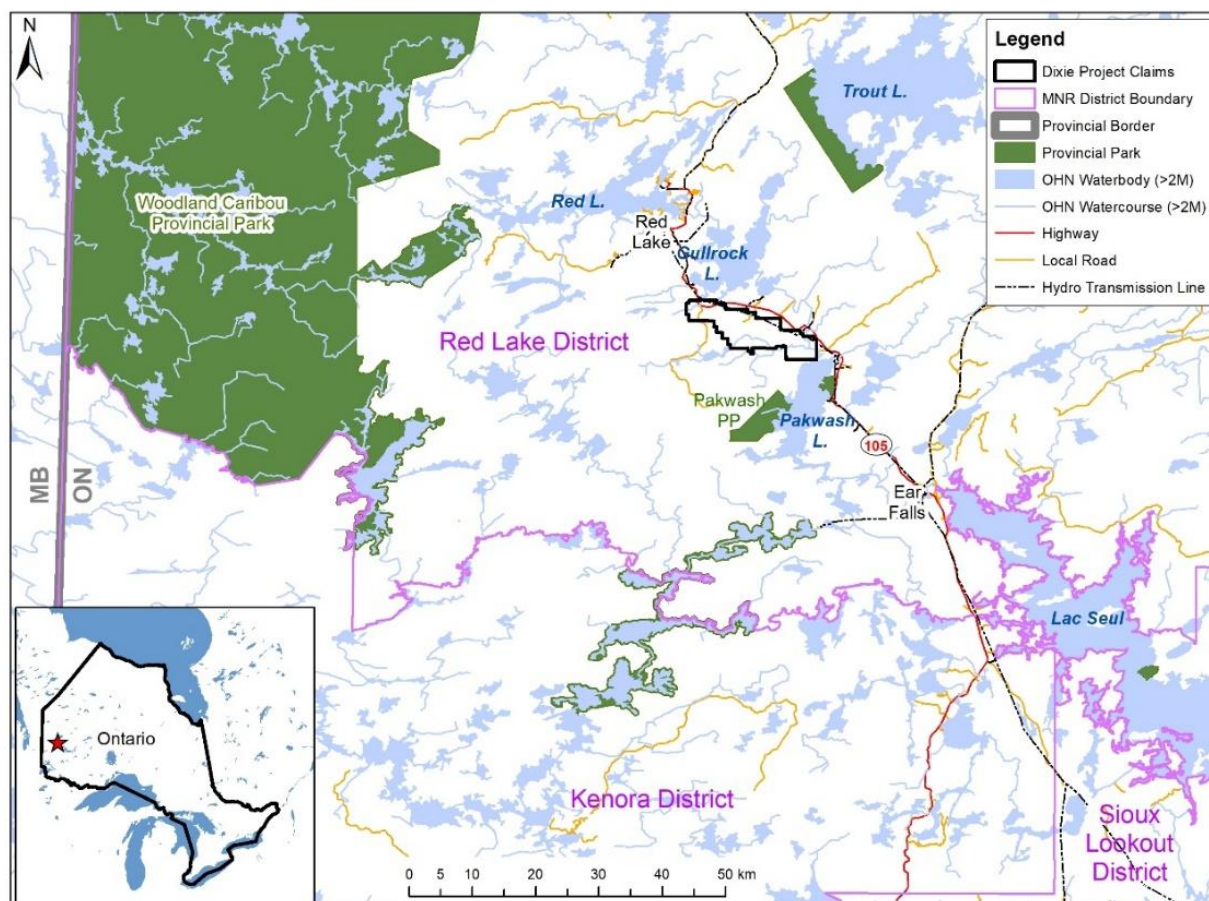 N
Legend
Dixie Project Claims
MNR District Boundary
Provincial Border
Provincial Park
OHN Waterbody (>2M)
OHN Watercourse (>2M)
Highway
Local Road
Hydro Transmission Line
Trout L.
Woodland Caribou
Provincial Park
Red L.
Red
Lake
Gullrock
L.
Red Lake District
Pakwash
PP
Pakwash
L.
105
MB
ON
Ear
Falls
Lac Seul
Ontario
Kenora District
Sioux
Lookout
District
0 5 10 20 30 40 50 km